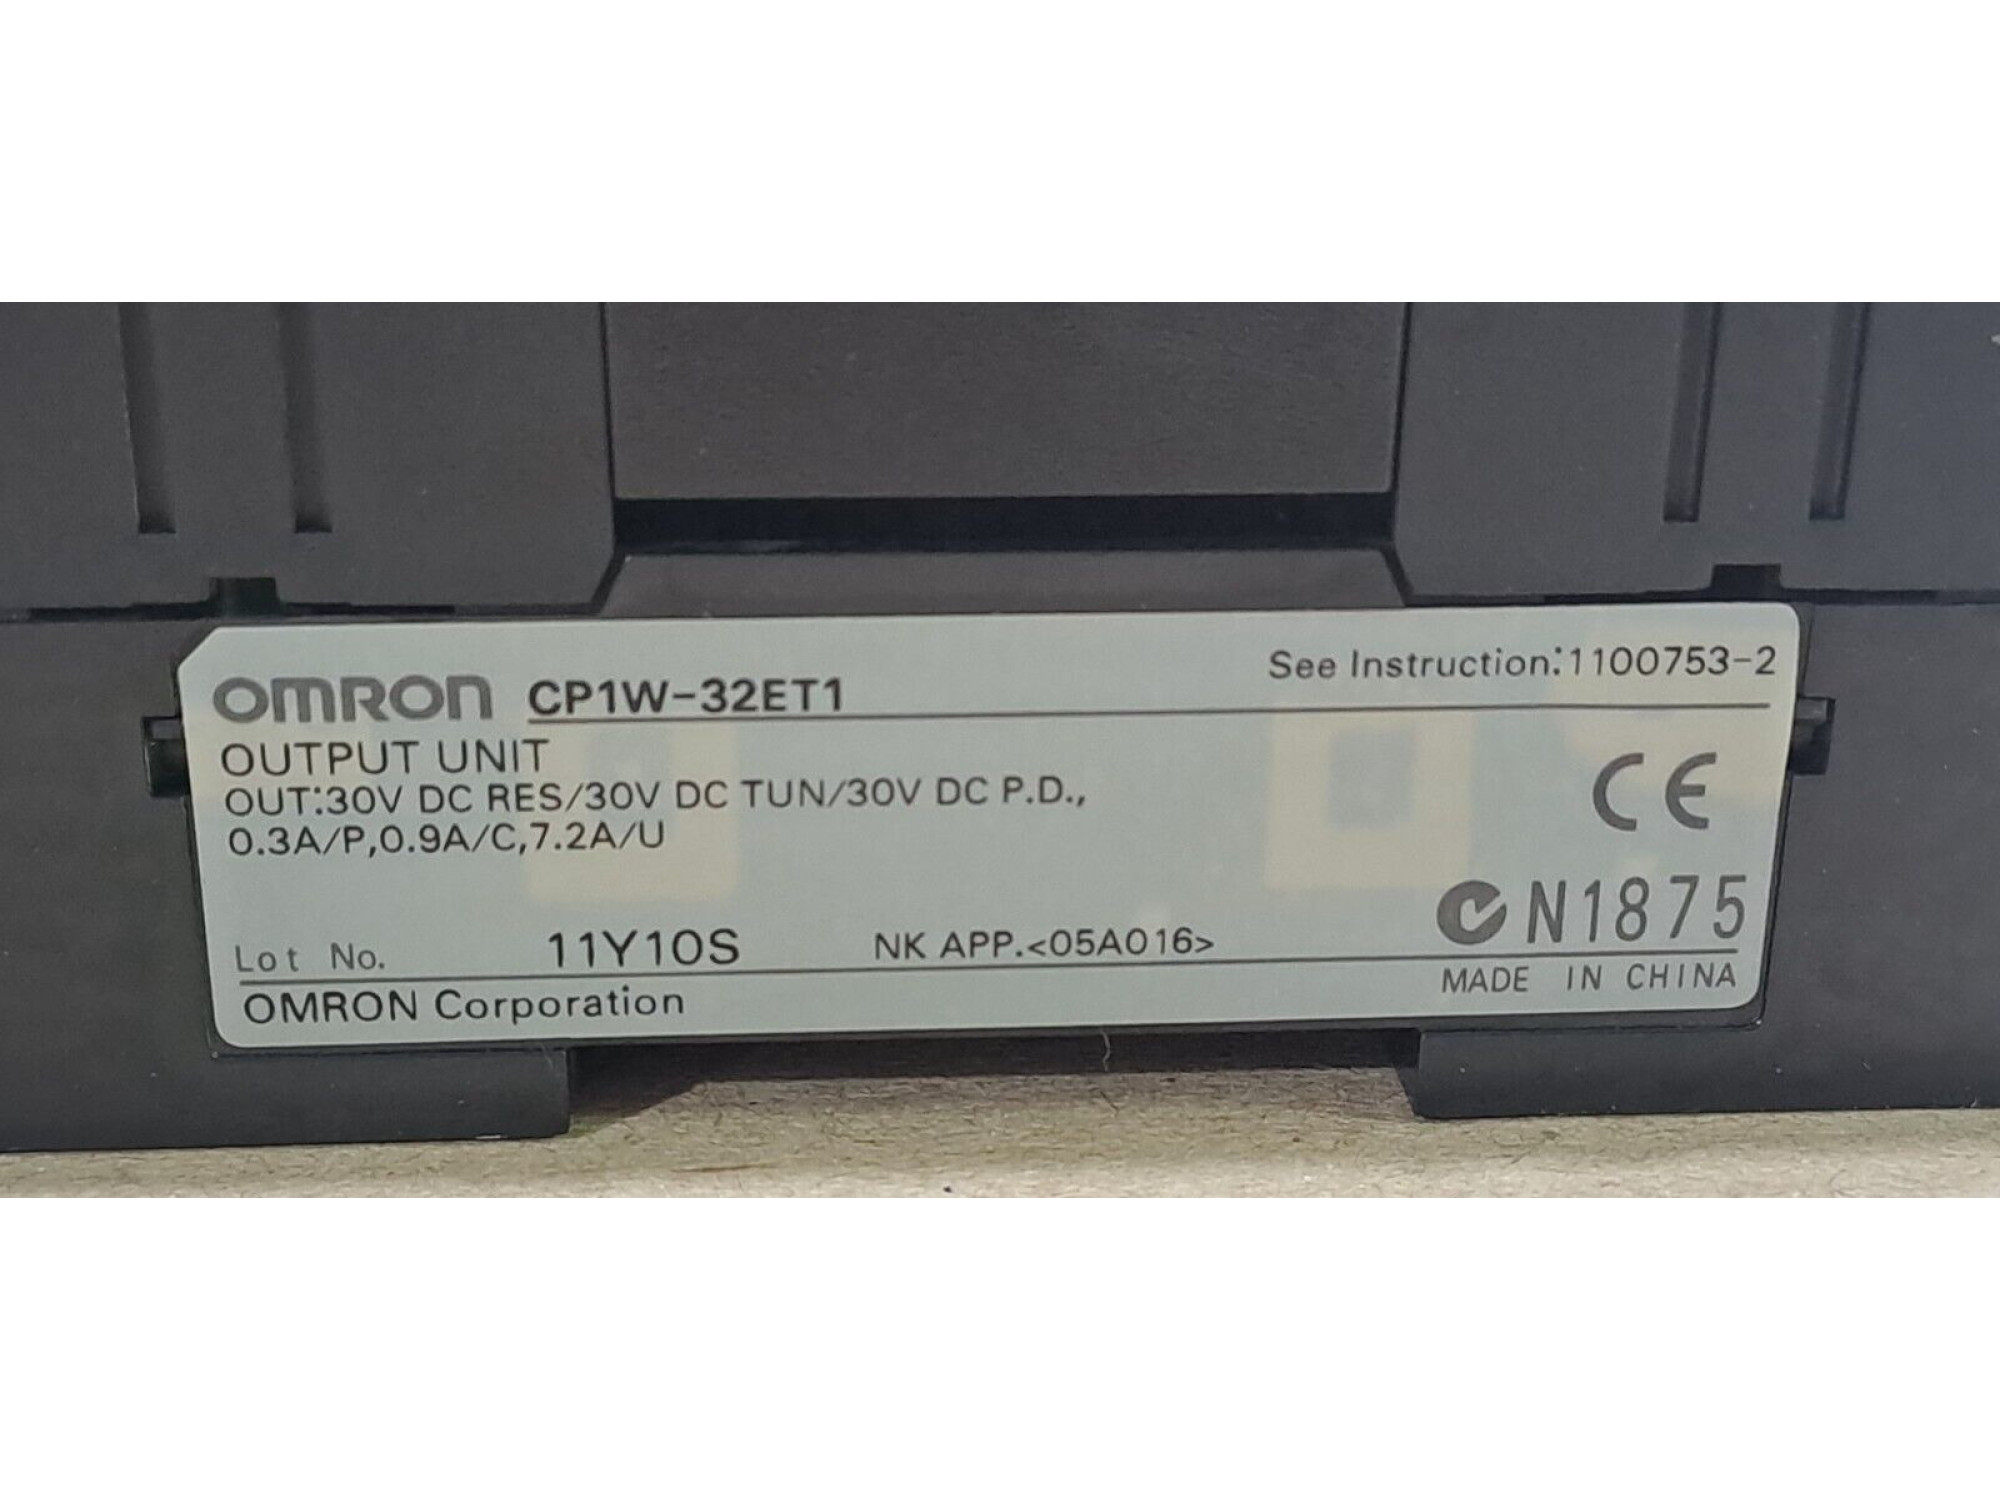 OMRON CP1W-32ET1 See Instruction:1100753-2
OUTPUT UNIT
OUT:30V DC RES/30V DC TUN/30V DC P.D.,
0.3A/P,0.9A/C,7.2A/U
CE
N1875
Lot No. 11Y10S NK APP.<05A016>
MADE IN CHINA
OMRON Corporation